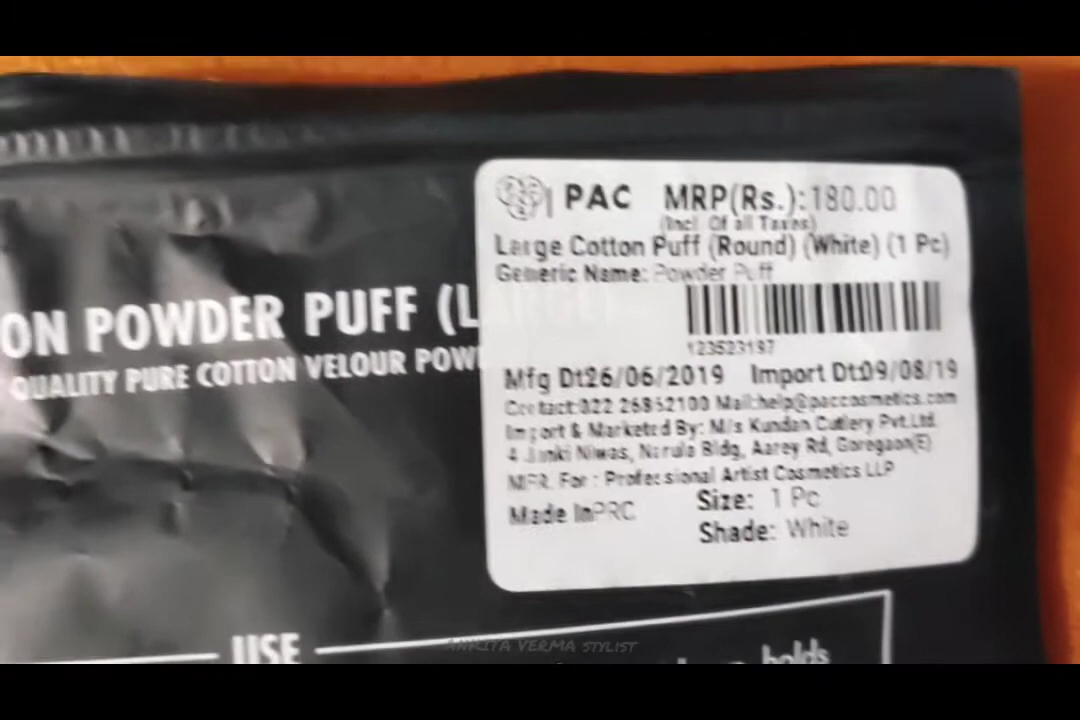 PAC MRP(Rs.):180.00
(Incl. Of all Taxes)
Large Cotton Puff (Round) (White) (1 Pc)
Generic Name: Powder Puff
123523197
Mfg Dt:26/06/2019 Import Dt:09/08/19
Contact:022 26862100 Mail:help@paccosmetics.com
Import & Marketed By: M/s Kundan Cutlery Pvt.Ltd.
4 Janki Niwas, Narula Bldg, Aarey Rd, Goregaon(E)
MFR. For : Professional Artist Cosmetics LLP
Made In PRC Size: 1 Pc
Shade: White
ON POWDER PUFF (L
QUALITY PURE COTTON VELOUR POW
USE
holds
ANKITA VERMA STYLIST